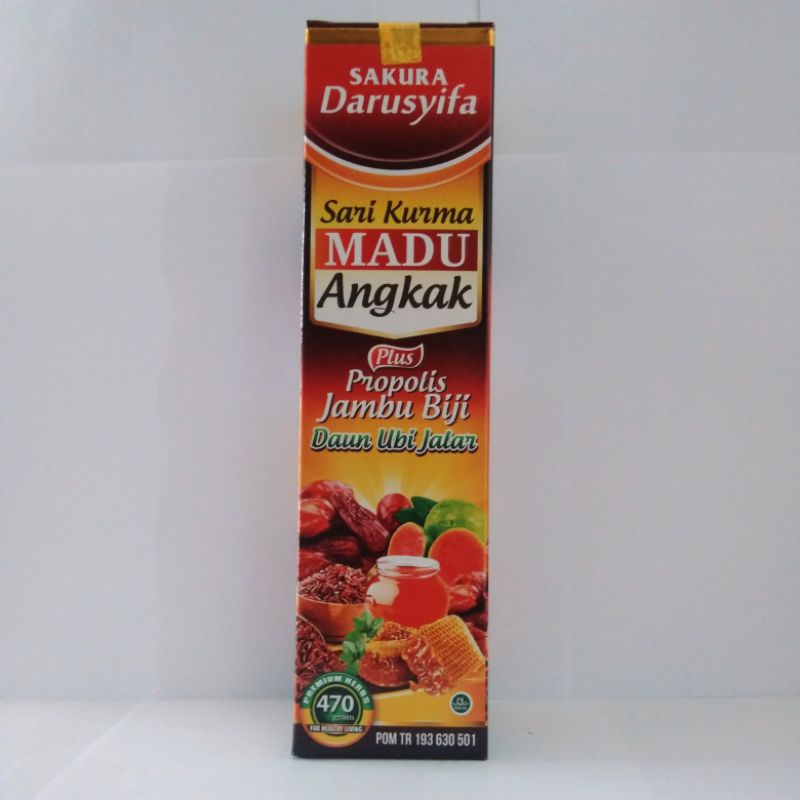 SAKURA
Darusyifa
Sari Kurma
MADU
Angkak
Plus
Propolis
Jambu Biji
Daun Ubi Jalar
PREMIUM HERBS
470
gram
FOR HEALTHY LIVING
POM TR 193 630 501